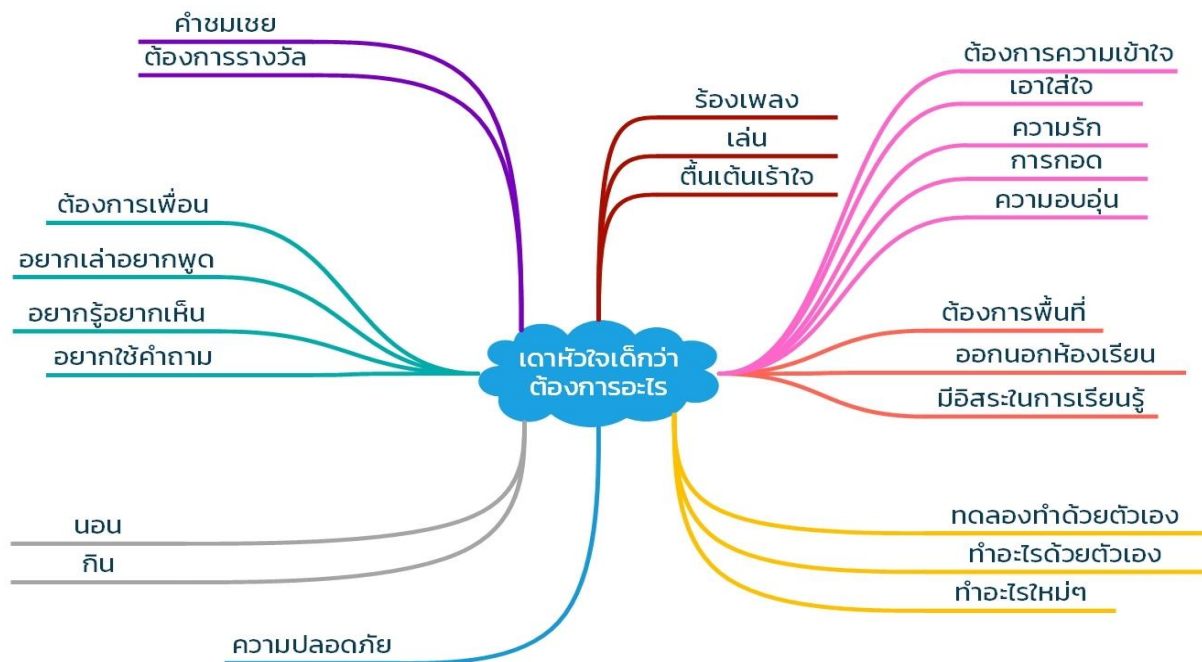 คำชมเชย
ต้องการรางวัล
ร้องเพลง
เล่น
ตื่นเต้นเร้าใจ
ต้องการความเข้าใจ
เอาใส่ใจ
ความรัก
การกอด
ความอบอุ่น
ต้องการเพื่อน
อยากเล่าอยากพูด
อยากรู้อยากเห็น
อยากใช้คำถาม
เดาหัวใจเด็กว่า
ต้องการอะไร
ต้องการพื้นที่
ออกนอกห้องเรียน
มีอิสระในการเรียนรู้
นอน
กิน
ความปลอดภัย
ทดลองทำด้วยตัวเอง
ทำอะไรด้วยตัวเอง
ทำอะไรใหม่ๆ